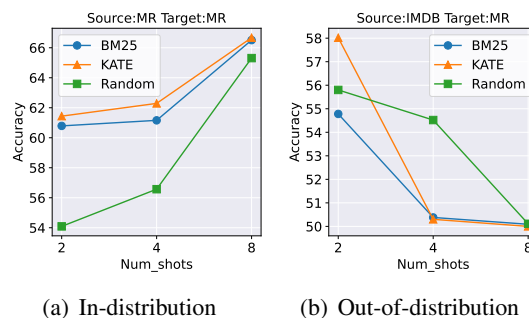 Source:MR Target:MR
Accuracy
66
64
62
60
58
56
54
BM25
KATE
Random
2
4
8
Num_shots
(a) In-distribution
Source:IMDB Target:MR
Accuracy
58
57
56
55
54
53
52
51
50
BM25
KATE
Random
2
4
8
Num_shots
(b) Out-of-distribution